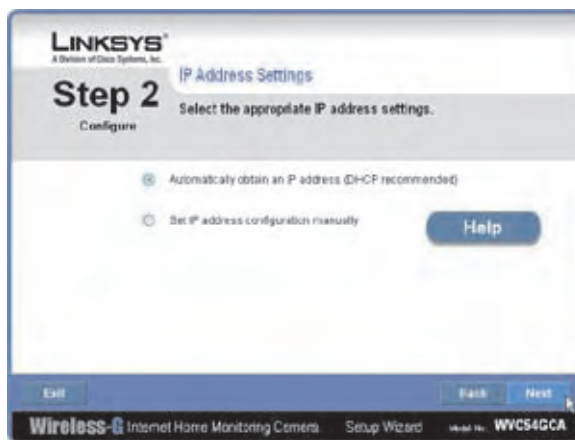 LINKSYS®
A Division of Cisco Systems, Inc.
Step 2
Configure
IP Address Settings
Select the appropriate IP address settings.
Automatically obtain an IP address (DHCP recommended)
Set IP address configuration manually
Help
Exit
Back
Next
Wireless-G Internet Home Monitoring Camera Setup Wizard Model No. WVC54GCA